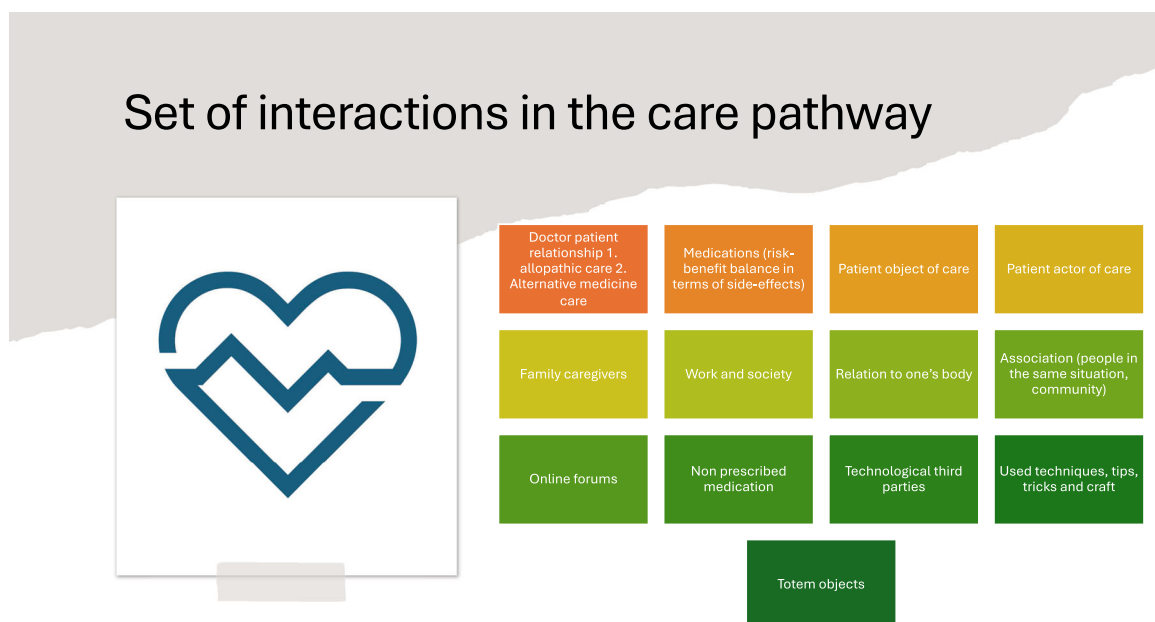 Set of interactions in the care pathway
Doctor patient
relationship 1.
allopathic care 2.
Alternative medicine
care
Medications (risk-
benefit balance in
terms of side-effects)
Patient object of care
Patient actor of care
Family caregivers
Work and society
Relation to one's body
Association (people in
the same situation,
community)
Online forums
Non prescribed
medication
Technological third
parties
Used techniques, tips,
tricks and craft
Totem objects